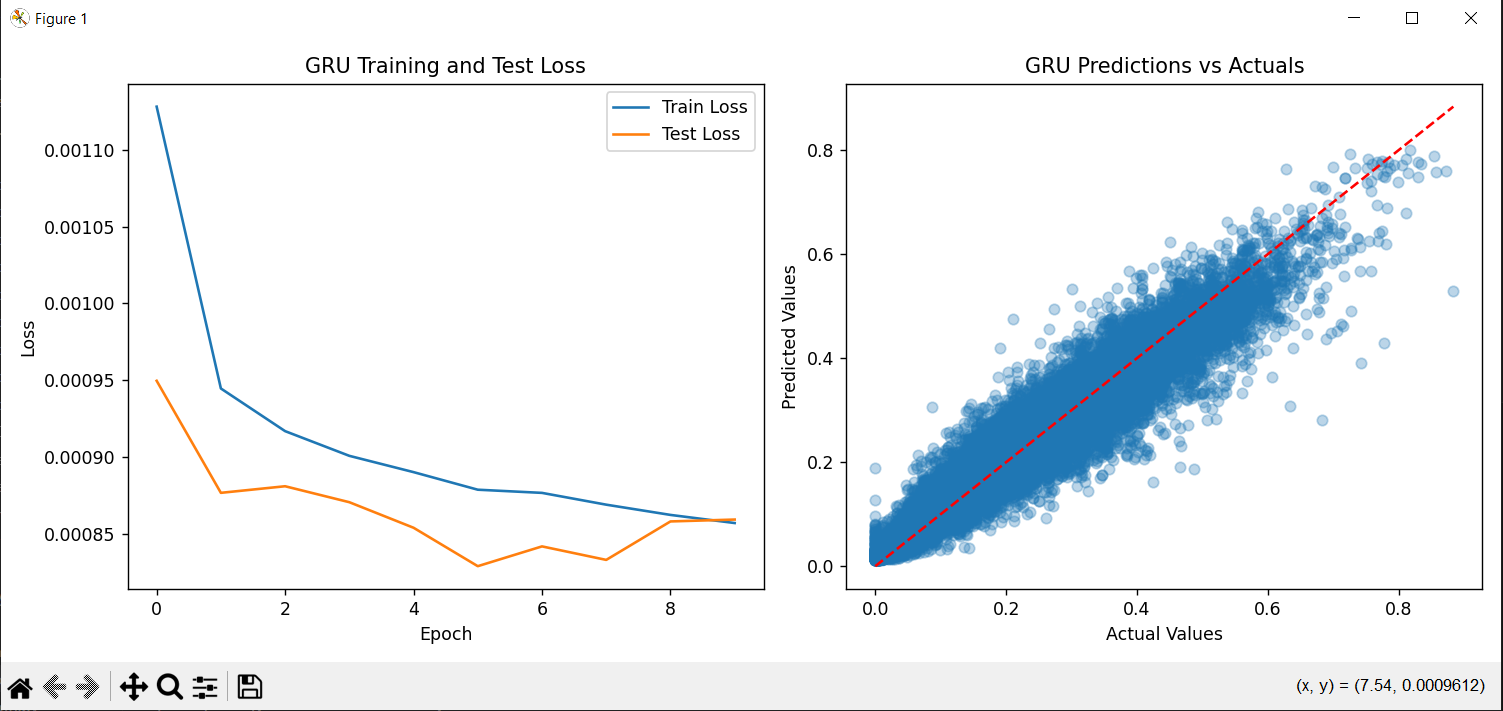 Figure 1
GRU Training and Test Loss
Train Loss
Test Loss
0.00110
0.00105
0.00100
0.00095
0.00090
0.00085
Loss
0 2 4 6 8
Epoch
GRU Predictions vs Actuals
0.8
0.6
0.4
0.2
0.0
Predicted Values
0.0 0.2 0.4 0.6 0.8
Actual Values
(x, y) = (7.54, 0.0009612)